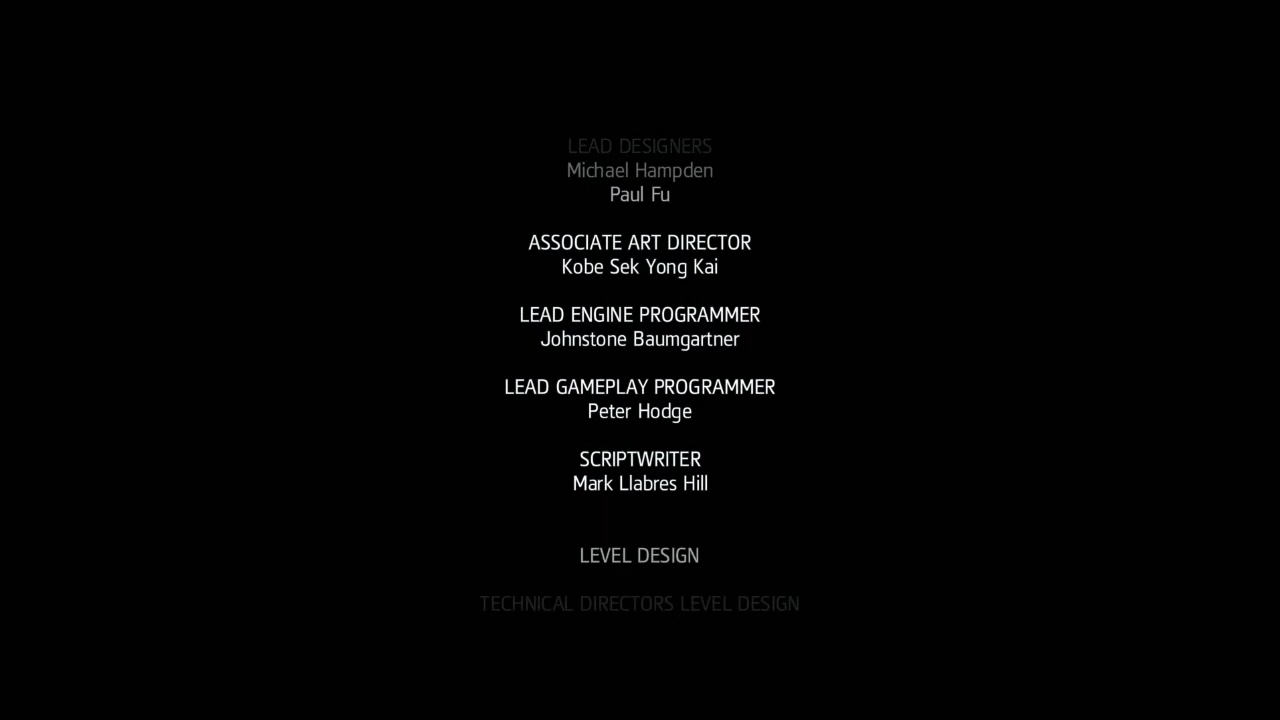 LEAD DESIGNERS
Michael Hampden
Paul Fu
ASSOCIATE ART DIRECTOR
Kobe Sek Yong Kai
LEAD ENGINE PROGRAMMER
Johnstone Baumgartner
LEAD GAMEPLAY PROGRAMMER
Peter Hodge
SCRIPTWRITER
Mark Llabres Hill
LEVEL DESIGN
TECHNICAL DIRECTORS LEVEL DESIGN